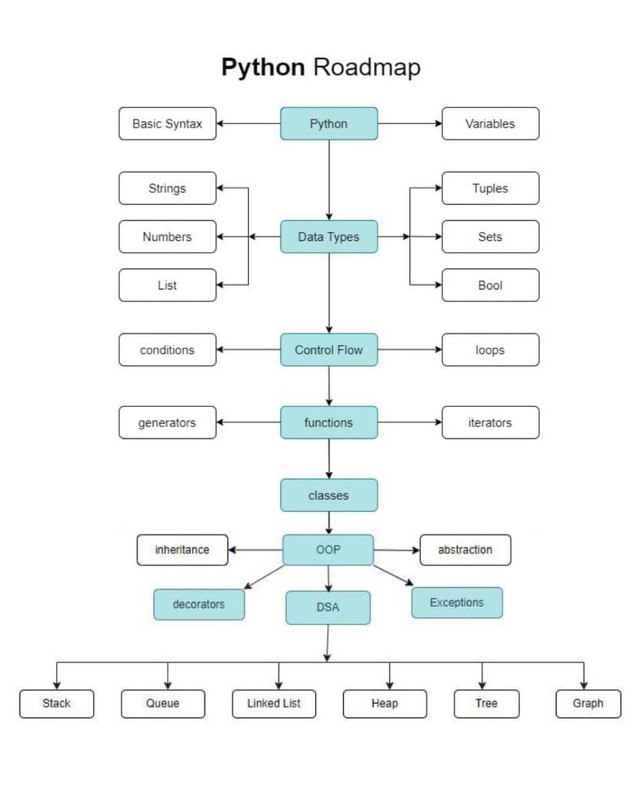 Python Roadmap
Basic Syntax
Python
Variables
Strings
Tuples
Numbers
Data Types
Sets
List
Bool
conditions
Control Flow
loops
generators
functions
iterators
classes
inheritance
OOP
abstraction
decorators
DSA
Exceptions
Stack
Queue
Linked List
Heap
Tree
Graph